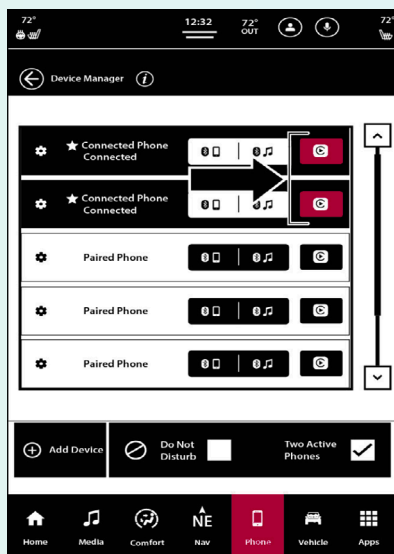 72°
12:32
72°
OUT
72°
Device Manager
Connected Phone
Connected
Connected Phone
Connected
Paired Phone
Paired Phone
Paired Phone
Add Device
Do Not
Disturb
Two Active
Phones
NE
Home
Media
Comfort
Nav
Phone
Vehicle
Apps